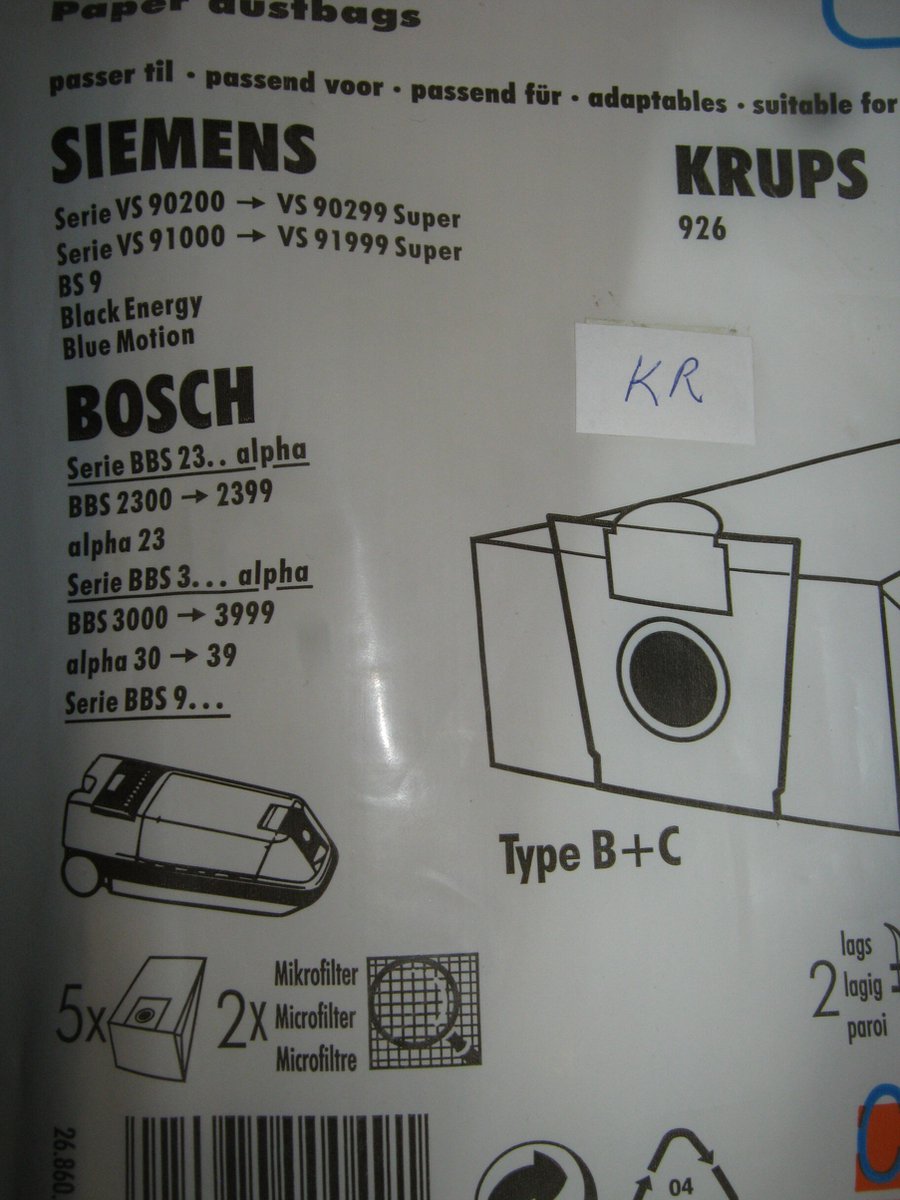 Paper dustbags
passer til • passend voor • passend für • adaptables • suitable for
SIEMENS
Serie VS 90200 → VS 90299 Super
Serie VS 91000 → VS 91999 Super
BS 9
Black Energy
Blue Motion
KRUPS
926
KR
BOSCH
Serie BBS 23.. alpha
BBS 2300 → 2399
alpha 23
Serie BBS 3... alpha
BBS 3000 → 3999
alpha 30 → 39
Serie BBS 9...
Type B+C
5x
2x
Mikrofilter
Microfilter
Microfiltre
2
lags
lagig
paroi
26.860.
04